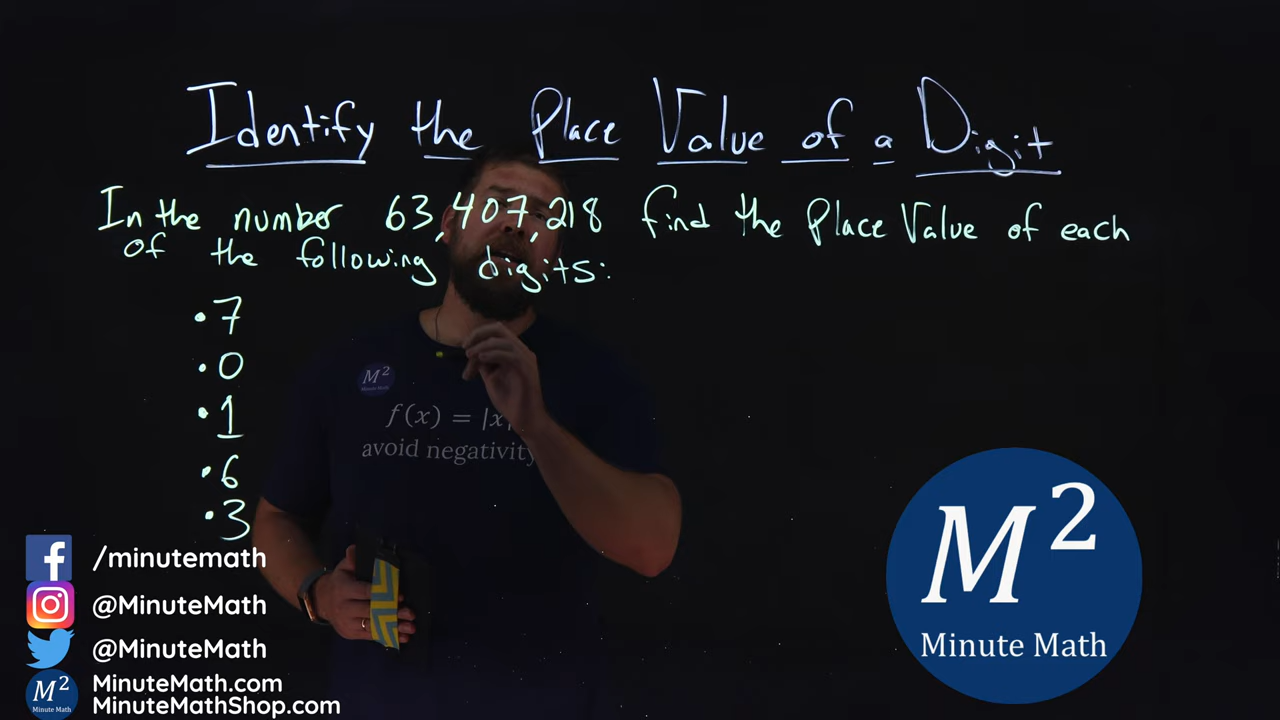 Identify the Place Value of a Digit
In the number 63,407,218 find the Place Value of each
of the following digits:
• 7
• 0
• 1
• 6
• 3
M²
Minute Math
f(x) = |x|
avoid negativity
/minutemath
@MinuteMath
@MinuteMath
M²
Minute Math
MinuteMath.com
MinuteMathShop.com
M²
Minute Math